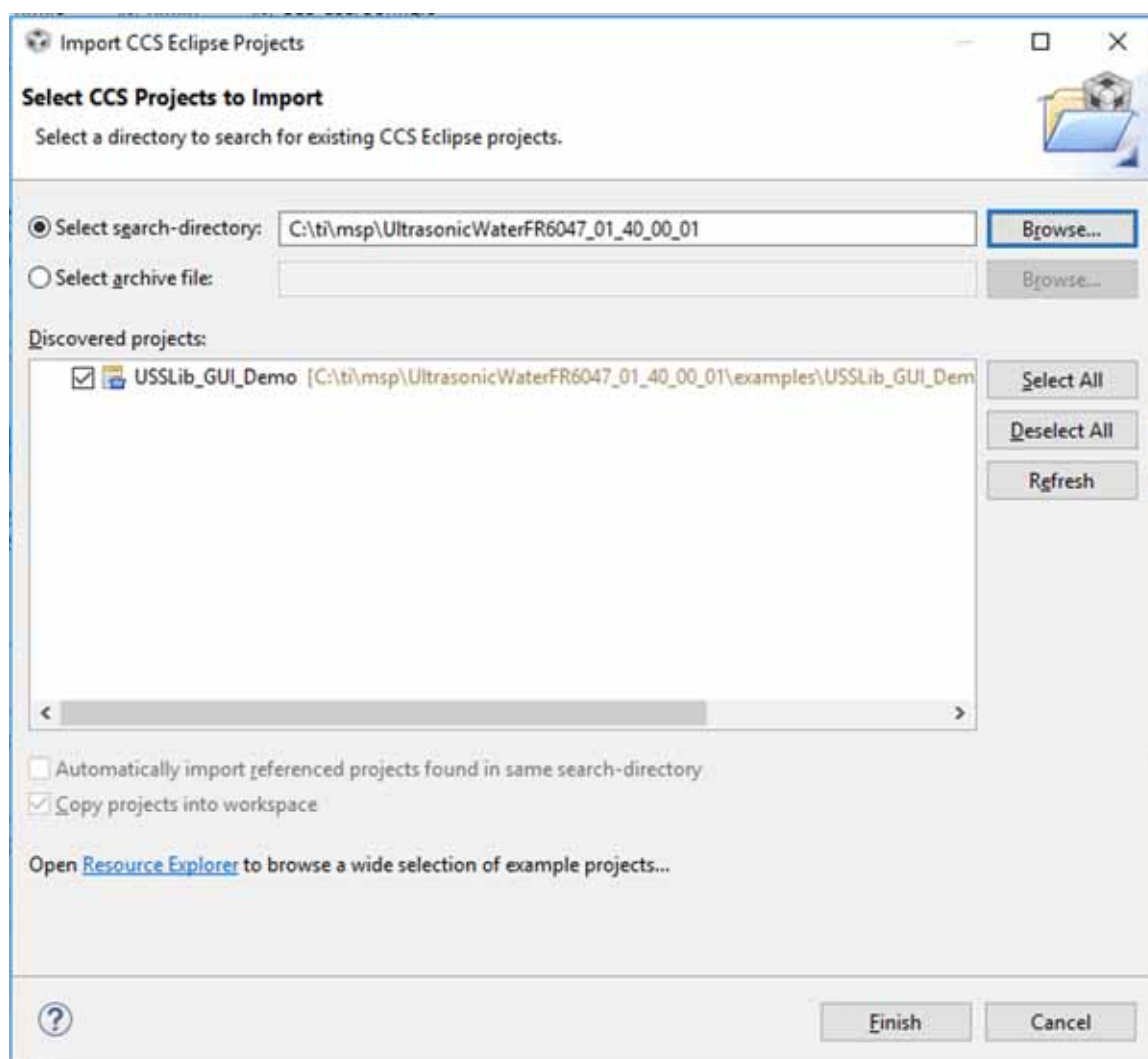 Import CCS Eclipse Projects
Select CCS Projects to Import
Select a directory to search for existing CCS Eclipse projects.
Select search-directory: C:\ti\msp\UltrasonicWaterFR6047_01_40_00_01 Browse...
Select archive file: Browse...
Discovered projects:
USSLib_GUI_Demo [C:\ti\msp\UltrasonicWaterFR6047_01_40_00_01\examples\USSLib_GUI_Dem Select All
Deselect All
Refresh
Automatically import referenced projects found in same search-directory
Copy projects into workspace
Open Resource Explorer to browse a wide selection of example projects...
? Finish Cancel